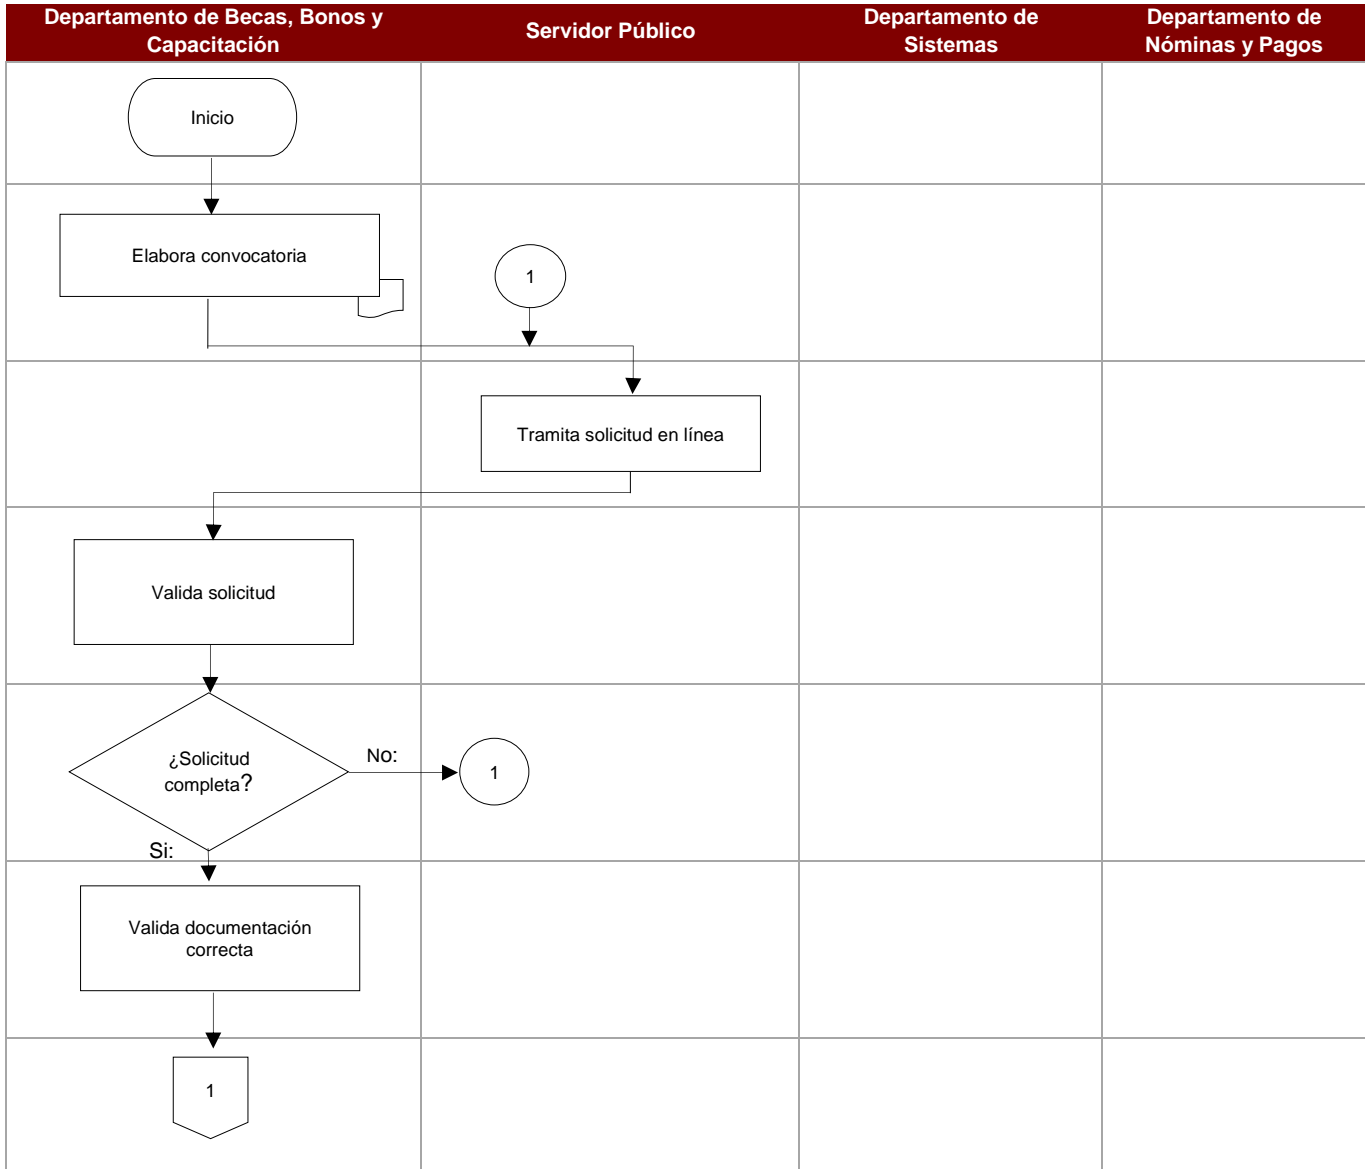 Departamento de Becas, Bonos y
Capacitación
Servidor Público
Departamento de
Sistemas
Departamento de
Nóminas y Pagos
Inicio
Elabora convocatoria
1
Tramita solicitud en línea
Valida solicitud
¿Solicitud
completa?
No:
1
Si:
Valida documentación
correcta
1